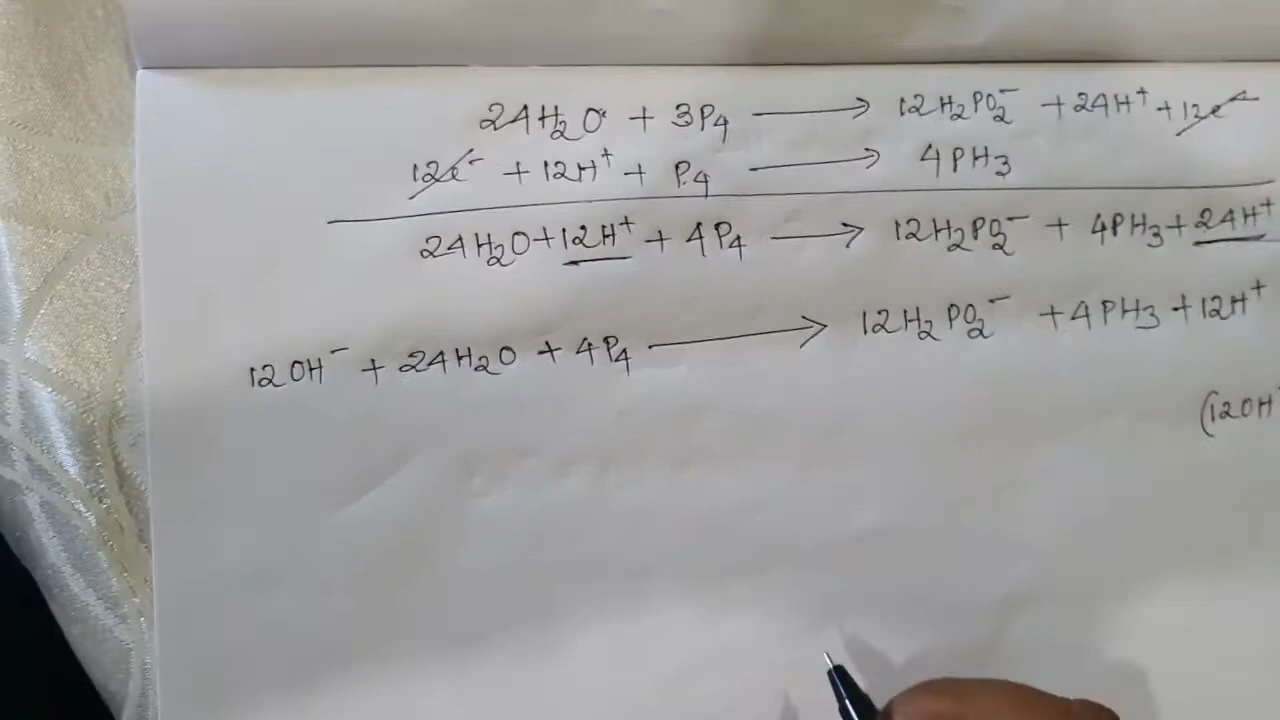 24H₂O + 3P₄ ⟶ 12H₂PO₂⁻ + 24H⁺ + 12e⁻
12e⁻ + 12H⁺ + P₄ ⟶ 4PH₃
24H₂O + 12H⁺ + 4P₄ ⟶ 12H₂PO₂⁻ + 4PH₃ + 24H⁺
12OH⁻ + 24H₂O + 4P₄ ⟶ 12H₂PO₂⁻ + 4PH₃ + 12H⁺
(12OH⁻